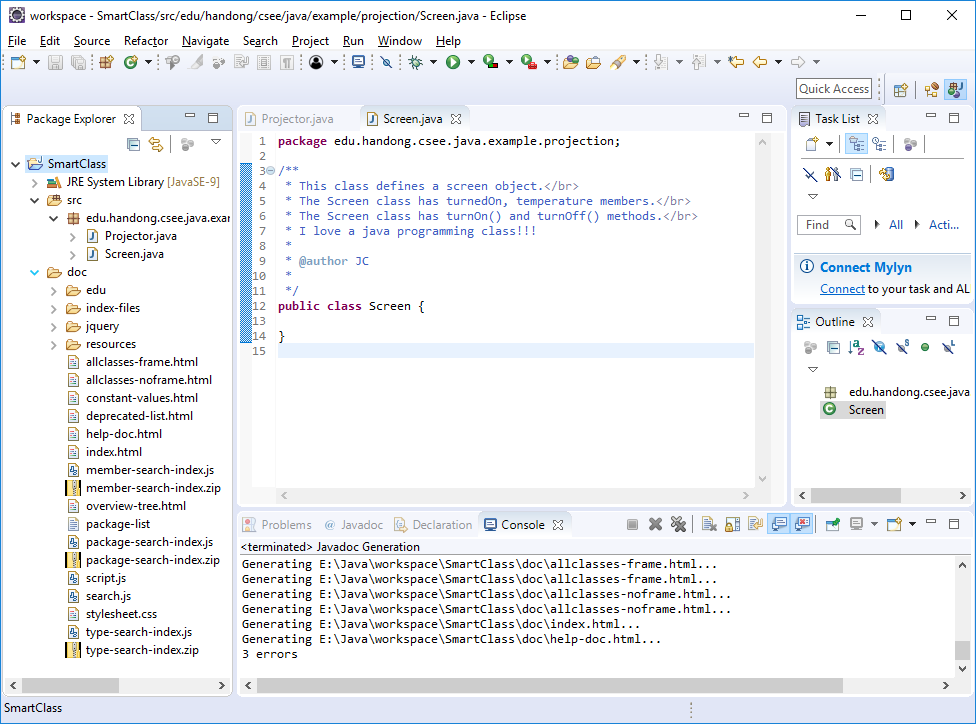 workspace - SmartClass/src/edu/handong/csee/java/example/projection/Screen.java - Eclipse
File Edit Source Refactor Navigate Search Project Run Window Help
Quick Access
Package Explorer
SmartClass
JRE System Library [JavaSE-9]
src
edu.handong.csee.java.exar
Projector.java
Screen.java
doc
edu
index-files
jquery
resources
allclasses-frame.html
allclasses-noframe.html
constant-values.html
deprecated-list.html
help-doc.html
index.html
member-search-index.js
member-search-index.zip
overview-tree.html
package-list
package-search-index.js
package-search-index.zip
script.js
search.js
stylesheet.css
type-search-index.js
type-search-index.zip
Projector.java Screen.java
1 package edu.handong.csee.java.example.projection;
2
3 /**
4 * This class defines a screen object.</br>
5 * The Screen class has turnedOn, temperature members.</br>
6 * The Screen class has turnOn() and turnOff() methods.</br>
7 * I love a java programming class!!!
8 *
9 * @author JC
10 *
11 */
12 public class Screen {
13
14 }
15
Task List
Find All Acti...
Connect Mylyn
Connect to your task and AL
Outline
edu.handong.csee.java
Screen
Problems @ Javadoc Declaration Console
<terminated> Javadoc Generation
Generating E:\Java\workspace\SmartClass\doc\allclasses-frame.html...
Generating E:\Java\workspace\SmartClass\doc\allclasses-frame.html...
Generating E:\Java\workspace\SmartClass\doc\allclasses-noframe.html...
Generating E:\Java\workspace\SmartClass\doc\allclasses-noframe.html...
Generating E:\Java\workspace\SmartClass\doc\index.html...
Generating E:\Java\workspace\SmartClass\doc\help-doc.html...
3 errors
SmartClass